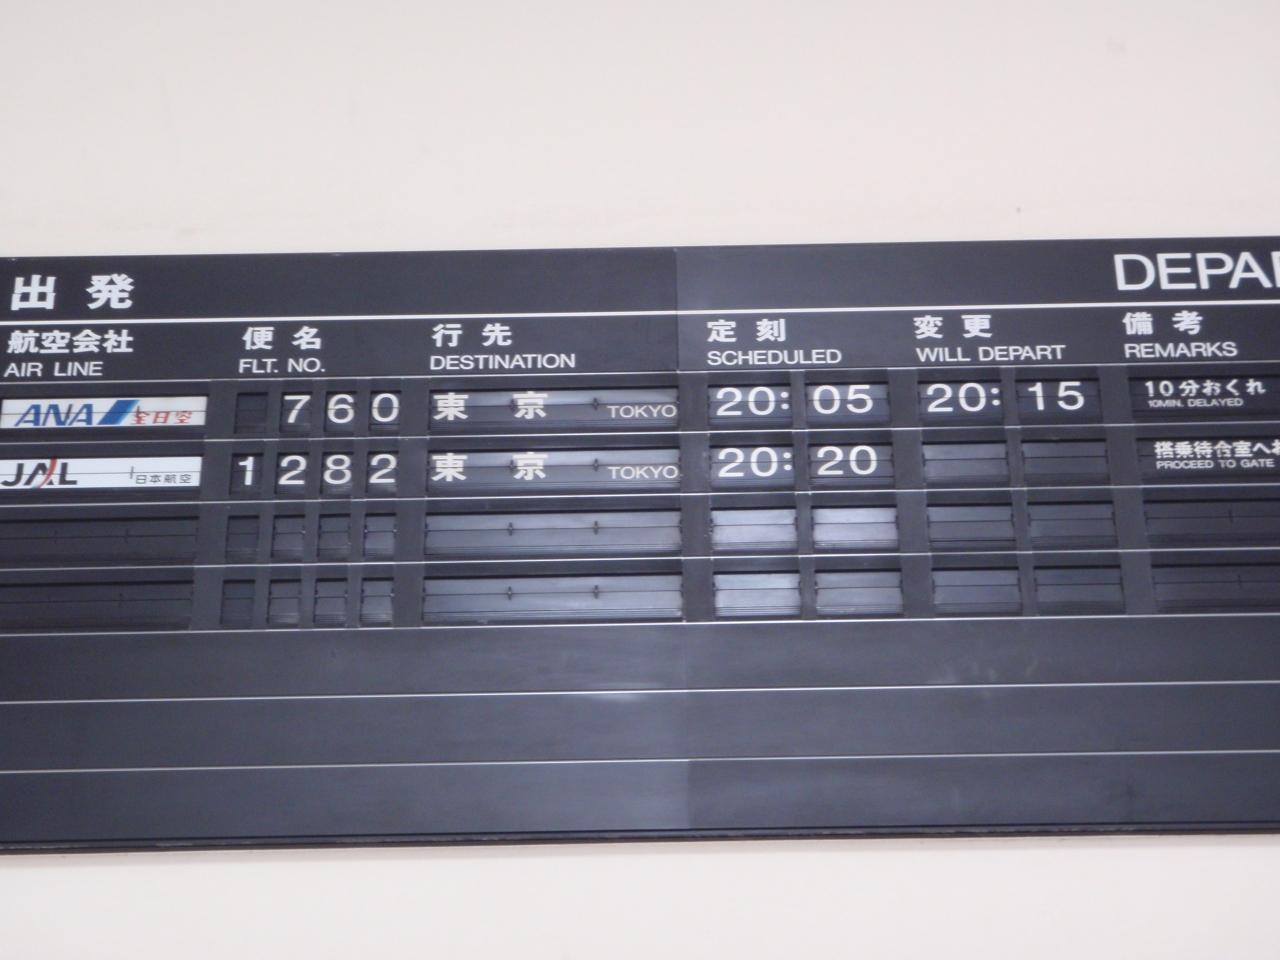 出発 DEPAR
航空会社 便名 行先 定刻 変更 備考
AIR LINE FLT. NO. DESTINATION SCHEDULED WILL DEPART REMARKS
ANA 全日空 760 東京 TOKYO 20:05 20:15 10分おくれ
10MIN. DELAYED
JAL 日本航空 1282 東京 TOKYO 20:20 搭乗待合室へ
PROCEED TO GATE